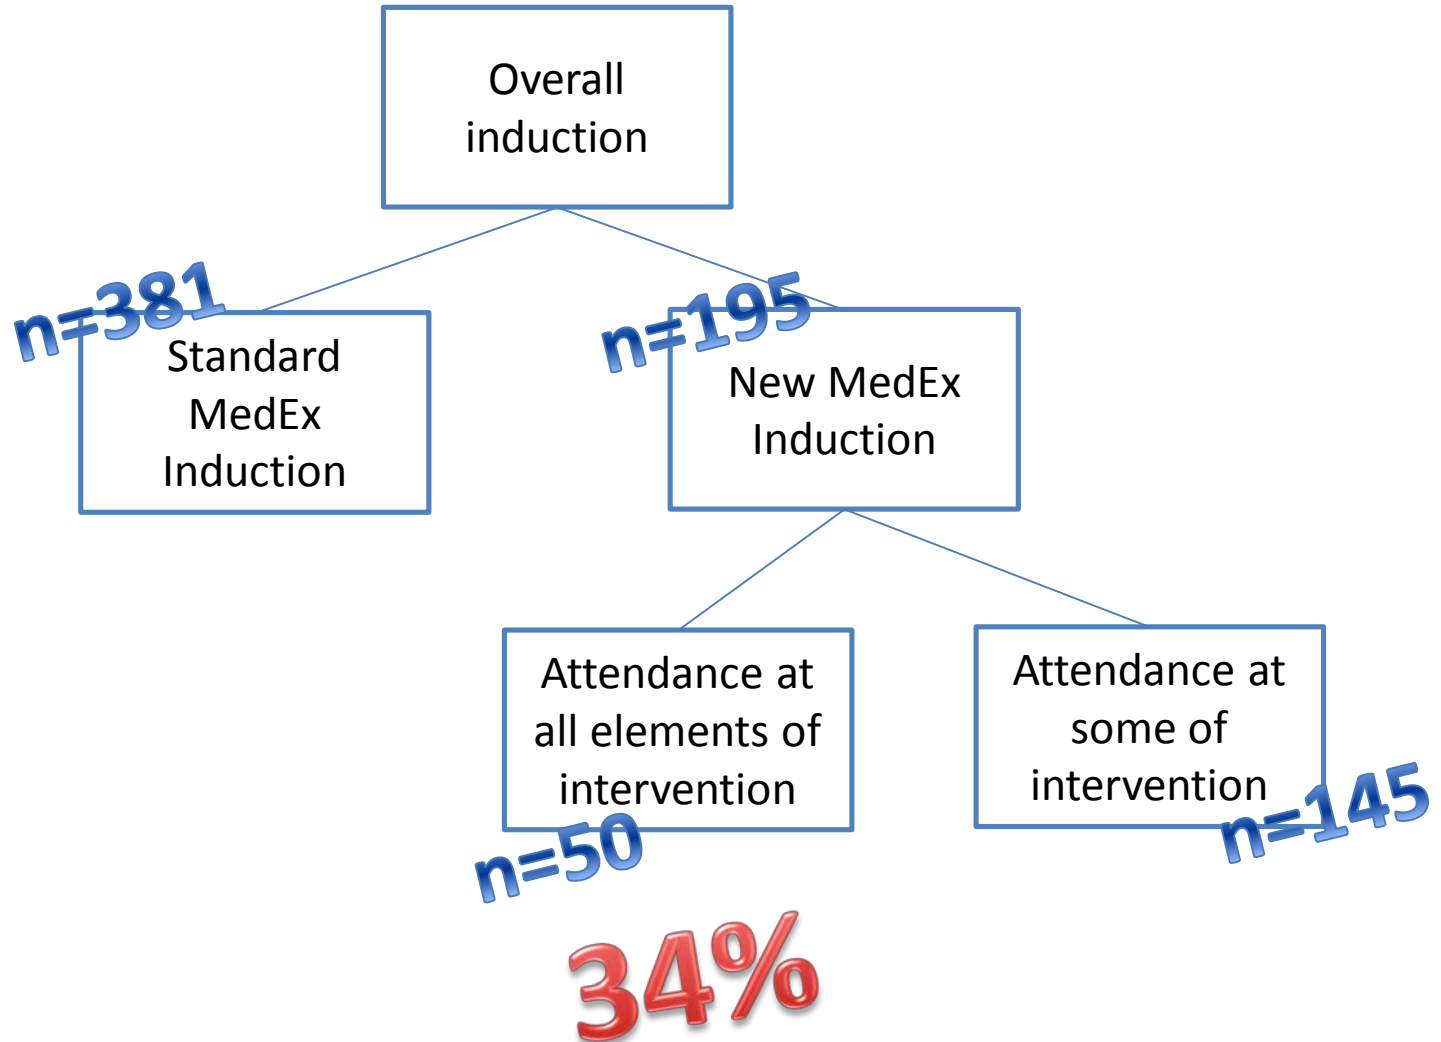 Overall
induction
n=381
Standard
MedEx
Induction
n=195
New MedEx
Induction
Attendance at
all elements of
intervention
n=50
Attendance at
some of
intervention
n=145
34%